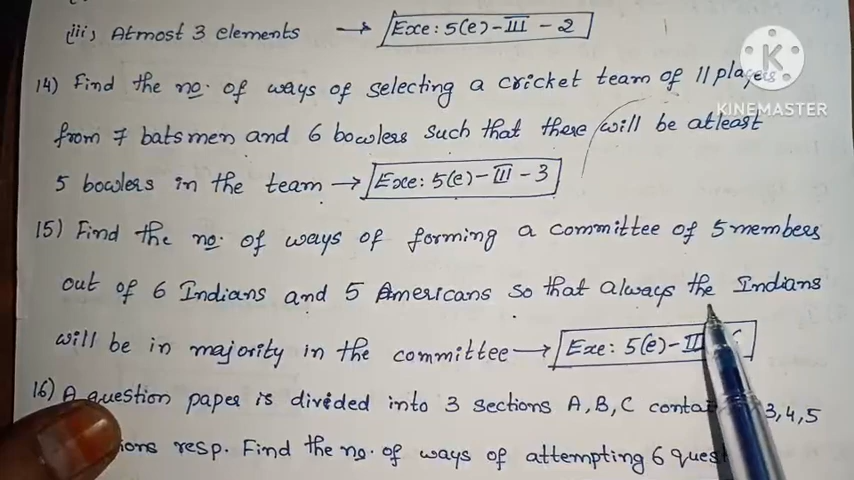 (iii) Atmost 3 elements → Exe: 5(e)-III-2
14) Find the no. of ways of selecting a cricket team of 11 players
from 7 batsmen and 6 bowlers such that there will be atleast
5 bowlers in the team → Exe: 5(e)-III-3
15) Find the no. of ways of forming a committee of 5 members
out of 6 Indians and 5 Americans so that always the Indians
will be in majority in the committee → Exe: 5(e)-
16) A question paper is divided into 3 sections A, B, C 3,4,5
resp. Find the no. of ways of attempting 6
K
KINEMASTER